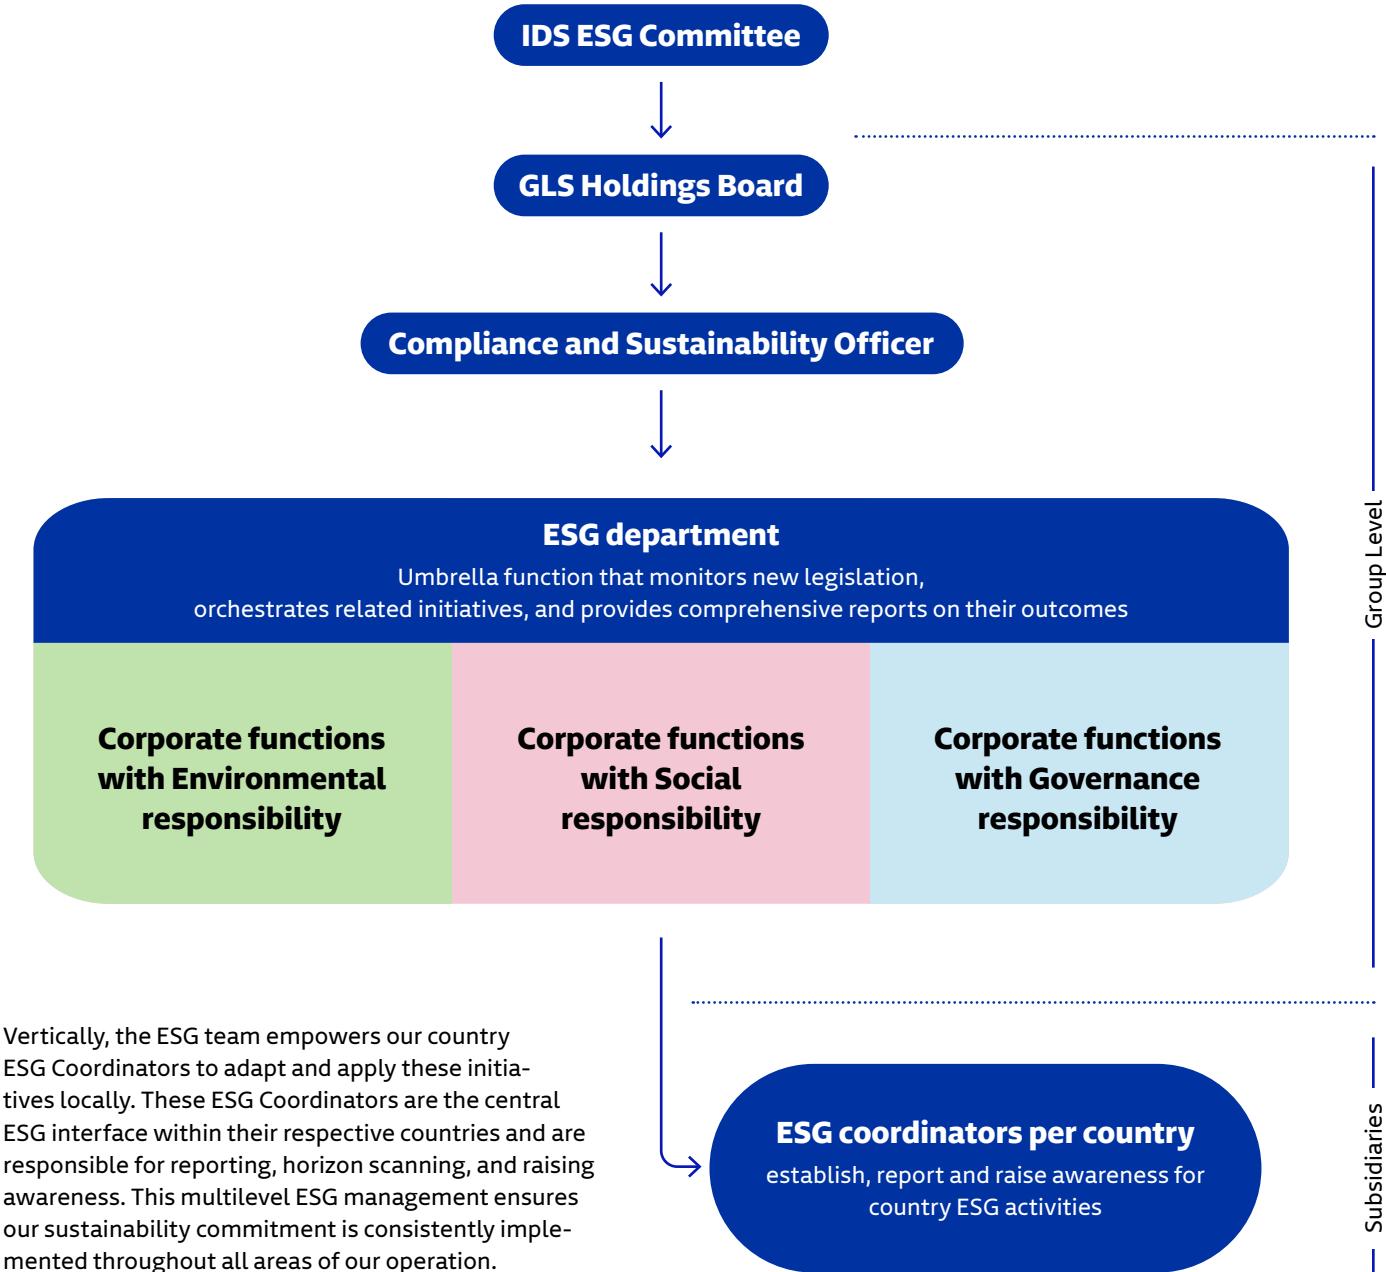 IDS ESG Committee
GLS Holdings Board
Compliance and Sustainability Officer
ESG department
Umbrella function that monitors new legislation,
orchestrates related initiatives, and provides comprehensive reports on their outcomes
Corporate functions
with Environmental
responsibility
Corporate functions
with Social
responsibility
Corporate functions
with Governance
responsibility
Group Level
Vertically, the ESG team empowers our country
ESG Coordinators to adapt and apply these initia-
tives locally. These ESG Coordinators are the central
ESG interface within their respective countries and are
responsible for reporting, horizon scanning, and raising
awareness. This multilevel ESG management ensures
our sustainability commitment is consistently imple-
mented throughout all areas of our operation.
ESG coordinators per country
establish, report and raise awareness for
country ESG activities
Subsidiaries